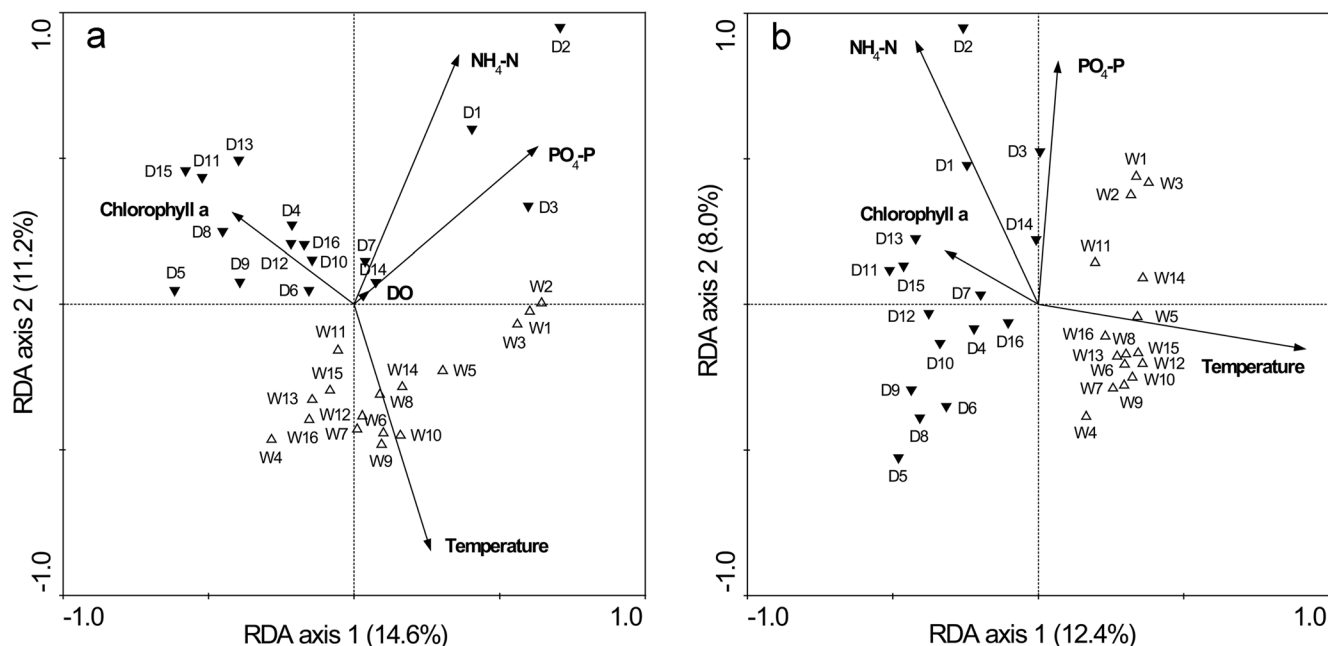 1.0
a
D2
NH4-N
D1
D13
PO4-P
D15
D11
Chlorophyll a
D4
D3
D8
D16
D7
D12
D10
D14
D5
D9
D6
DO
W2
W11
W3
W1
W15
W14
W5
W13
W8
W12
W6
W16
W7
W10
W4
W9
Temperature
RDA axis 2 (11.2%)
-1.0
-1.0
RDA axis 1 (14.6%)
1.0
1.0
b
NH4-N
D2
PO4-P
D1
D3
W1
W2
W3
Chlorophyll a
D13
D14
W11
D11
D15
W14
D7
W5
D12
D4
D16
W16
W8
W15
D10
W13
W12
W6
Temperature
D9
W7
W10
D6
W9
D8
W4
D5
RDA axis 2 (8.0%)
-1.0
-1.0
RDA axis 1 (12.4%)
1.0